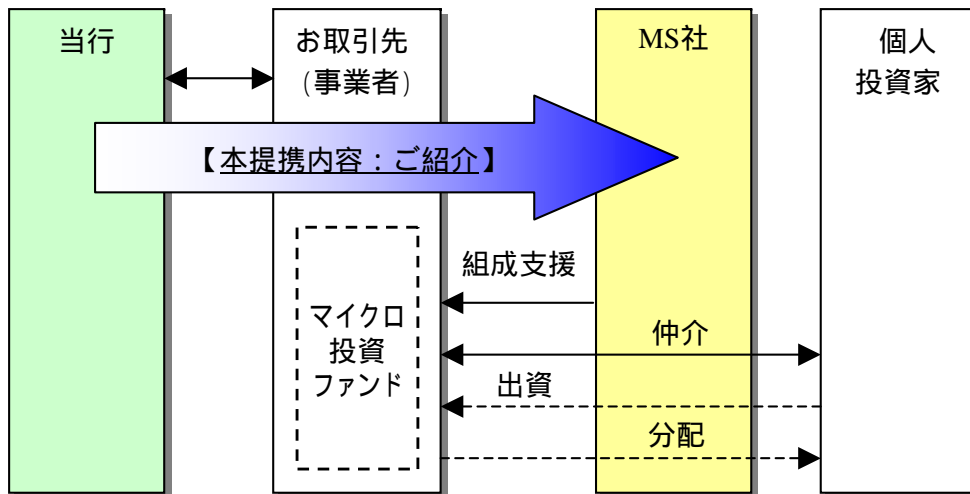 当行
お取引先
(事業者)
MS社
個人
投資家
【本提携内容：ご紹介】
組成支援
マイクロ
投資
ファンド
仲介
出資
分配